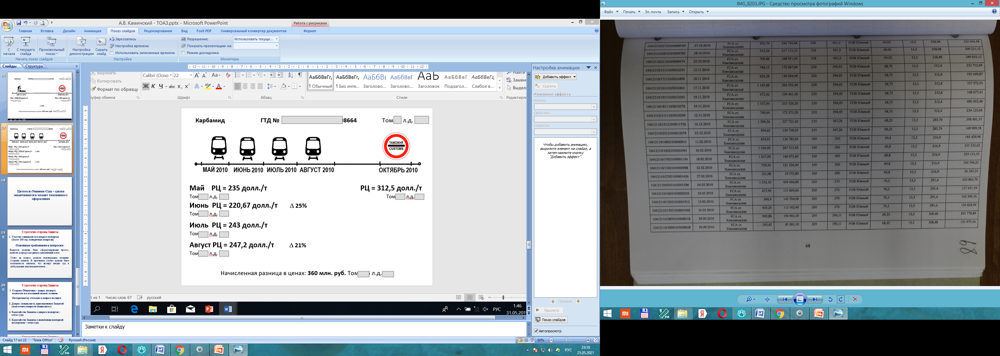 IMG_8203.JPG - Средство просмотра фотографий Windows
А.В. Каминский - ТОАЗ.pptx - Microsoft PowerPoint
Работа с рисунками
Файл Печать Эл. почта Запись Открыть
Главная Вставка Дизайн Анимация Показ слайдов Рецензирование Вид Foxit PDF Универсальный конвертер документов Формат
С начала
С текущего слайда
Произвольный показ
Настройка демонстрации
Скрыть слайд
Звукозапись
Настройка времени
Использовать записанные времена
Разрешение: Использовать текуще...
Показать презентацию на:
Режим докладчика
Начать показ слайдов Настройка Мониторы
Слайды Структура
16
17
18
Цитата из Решения Суда – сделка
заканчивается в момент таможенного
оформления
19
Стратегия стороны Защиты
1. Участие специалиста в допросе экспертов
(более 100 стр. конкретных вопросов)
Основные требования к вопросам:
Вопросы должны быть сформулированы просто,
понятно и предусматривать однозначный ответ
Ответ на вопрос должен подтверждать позицию
стороны защиты. В противном случае должна быть
возможность показать, что эксперт вводит суд в
заблуждение или некомпетентен...
20
Стратегия стороны Защиты
2. Сторона Обвинения – допрос эксперта
назначен и в последний момент отменен.
Потерпевшему отказано в допросе эксперта
3. Допрос специалиста, приглашенного Защитой
(подготовка вопросов специалисту)
4. Ходатайство Защиты о допросе экспертов –
отказ суда
5. Ходатайство Защиты о назначении повторной
экспертизы – отказ суда
Вырезать
Копировать
Формат по образцу
Calibri (Осно 22
Ж К Ч abc x₂ x²
АаБбВвГг, АаБбВвГг, АаБбВв АаБбВвГ АаБ АаБбВвГ АаБбВвГг,
¶ Обычный ¶ Без инте... Заголово... Заголово... Заголовок Подзагол... Слабое в...
Найти
Замени
Выдели
уфер обмена Шрифт Абзац Стили Редактиров
Карбамид ГТД № 8664 Том л.д.
ТАМОЖНЯ
CUSTOMS
МАЙ 2010 ИЮНЬ 2010 ИЮЛЬ 2010 АВГУСТ 2010 ОКТЯБРЬ 2010
Май РЦ = 235 долл./т РЦ = 312,5 долл./т
Том л.д. Том л.д.
Июнь РЦ = 220,67 долл./т Δ 25%
Том л.д.
Июль РЦ = 243 долл./т
Том л.д.
Август РЦ = 247,2 долл./т Δ 21%
Том л.д.
Начисленная разница в ценах: 360 млн. руб. Том л.д.
1 из 1 Число слов: 67 русский
РУС
1:46
31.05.201
Заметки к слайду
Настройка анимации
Добавить эффект
Удалить
Изменение эффекта
Начало:
Свойство:
Скорость:
Чтобы добавить анимацию,
выделите элемент на слайде, а
затем нажмите кнопку
"Добавить эффект".
Порядок
Просмотр
Показ слайдов
Автопросмотр
Слайд 17 из 22 "Тема Office" Русский (Россия) 80%
РУС
23:10
25.05.2021
10412110/271010/0009707 27.10.2010 FCA ст. Химзаводская 952,76 226 756,88 238 421,3 FOB Южный 69,02 13,3 338,98 322 966,58
10412110/281010/0009782 28.10.2010 FCA ст. Химзаводская 912,24 217 113,12 238 421,3 FOB Южный 69,02 13,3 338,98 309 231,12
10412110/211010/0009474 22.10.2010 FCA ст. Химзаводская 709,88 168 951,44 238 421,3 FOB Южный 69,02 13,3 338,98 240 635,12
10412110/111110/0010245 12.11.2010 FCA ст. Химзаводская 748,12 172 067,60 230 394,45 FOB Южный 68,75 13,3 312,4 233 712,69
10412110/171110/0010499 18.11.2010 FCA ст. Химзаводская 626,28 144 044,40 230 394,45 FOB Южный 68,75 13,3 312,4 195 649,87
10412110/161110/0010463 17.11.2010 FCA ст. Химзаводская 1 145,88 263 552,40 230 394,45 FOB Южный 68,75 13,3 312,4 357 972,91
10412110/191110/0010595 19.11.2010 FCA ст. Химзаводская 475,92 109 461,60 230 394,45 FOB Южный 68,75 13,3 312,4 148 677,41
10412110/181110/0010570 19.11.2010 FCA ст. Химзаводская 1 537,94 353 726,20 230 394,45 FOB Южный 68,75 13,3 312,4 480 452,46
10412110/111110/0010249 12.11.2010 FCA ст. Химзаводская 749,44 172 371,20 230 394,45 FOB Южный 68,75 13,3 312,4 234 125,06
10412110/151210/0011756 16.12.2010 FCA ст. Химзаводская 1 394,56 327 721,60 235 367,26 FOB Южный 68,22 13,3 285,74 398 481,57
10412110/231210/0012074 23.12.2010 FCA ст. Химзаводская 594,63 139 738,05 235 367,26 FOB Южный 68,22 13,3 285,74 169 909,58
10412110/100210/0000911 11.02.2010 FCA ст. Химзаводская 854,91 136 785,60 160 300 FOB Южный 69,8 13,3 216,9 185 429,98
10412110/160210/0001091 16.02.2010 FCA ст. Химзаводская 1 546,96 247 513,60 160 300 FOB Южный 69,8 13,3 216,9 335 535,62
10412110/170210/0001154 18.02.2010 FCA ст. Химзаводская 1 037,96 166 073,60 160 300 FOB Южный 69,8 13,3 216,9 225 133,52
10412110/120210/0000988 12.02.2010 FCA ст. Химзаводская 759,54 121 526,40 160 300 FOB Южный 69,8 13,3 216,9 164 744,23
10412110/270210/0001426 27.02.2010 FCA ст. Химзаводская 121,08 19 372,80 160 300 FOB Южный 69,8 13,3 216,9 26 262,25
10412110/030310/0001586 04.03.2010 FCA ст. Химзаводская 1 554,10 404 066,00 260 375 FOB Южный 70,3 13,3 291,4 452 864,74
10412110/160310/0002026 16.03.2010 FCA ст. Химзаводская 437,96 113 869,60 260 375 FOB Южный 70,3 13,3 291,4 127 621,54
10412110/120310/0001913 15.03.2010 FCA ст. Химзаводская 560,4 145 704,00 260 375 FOB Южный 70,3 13,3 291,4 163 300,56
10412110/150310/0001968 16.03.2010 FCA ст. Химзаводская 435,24 113 162,40 260 375 FOB Южный 70,3 13,3 291,4 126 828,94
10412110/280910/0008518 29.09.2010 FCA ст. Химзаводская 945,86 193 901,30 205 390,11 FOB Южный 68,33 13,3 308,48 291 778,89
10412110/300910/0008628 30.09.2010 FCA ст. Химзаводская 395,42 81 061,10 205 390,11 FOB Южный 68,33 13,3 308,48 121 979,16
68